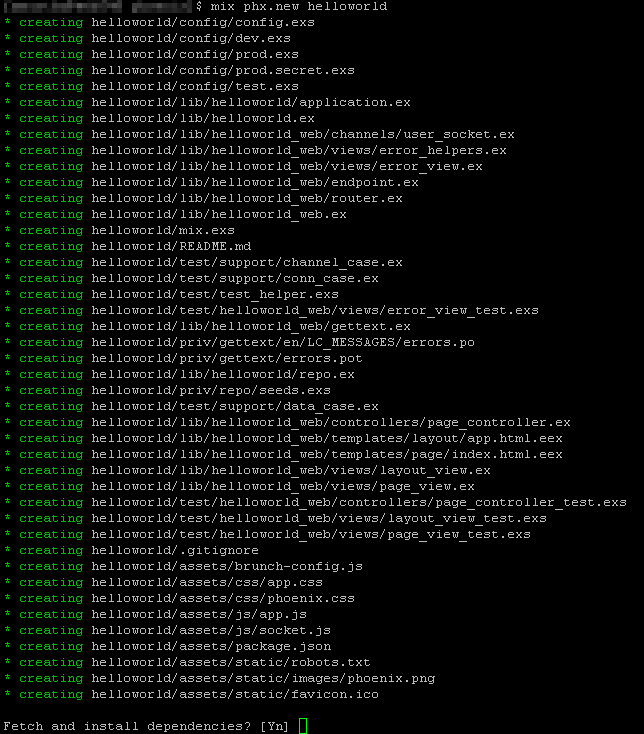 $ mix phx.new helloworld
* creating helloworld/config/config.exs
* creating helloworld/config/dev.exs
* creating helloworld/config/prod.exs
* creating helloworld/config/prod.secret.exs
* creating helloworld/config/test.exs
* creating helloworld/lib/helloworld/application.ex
* creating helloworld/lib/helloworld.ex
* creating helloworld/lib/helloworld_web/channels/user_socket.ex
* creating helloworld/lib/helloworld_web/views/error_helpers.ex
* creating helloworld/lib/helloworld_web/views/error_view.ex
* creating helloworld/lib/helloworld_web/endpoint.ex
* creating helloworld/lib/helloworld_web/router.ex
* creating helloworld/lib/helloworld_web.ex
* creating helloworld/mix.exs
* creating helloworld/README.md
* creating helloworld/test/support/channel_case.ex
* creating helloworld/test/support/conn_case.ex
* creating helloworld/test/test_helper.exs
* creating helloworld/test/helloworld_web/views/error_view_test.exs
* creating helloworld/lib/helloworld_web/gettext.ex
* creating helloworld/priv/gettext/en/LC_MESSAGES/errors.po
* creating helloworld/priv/gettext/errors.pot
* creating helloworld/lib/helloworld/repo.ex
* creating helloworld/priv/repo/seeds.exs
* creating helloworld/test/support/data_case.ex
* creating helloworld/lib/helloworld_web/controllers/page_controller.ex
* creating helloworld/lib/helloworld_web/templates/layout/app.html.eex
* creating helloworld/lib/helloworld_web/templates/page/index.html.eex
* creating helloworld/lib/helloworld_web/views/layout_view.ex
* creating helloworld/lib/helloworld_web/views/page_view.ex
* creating helloworld/test/helloworld_web/controllers/page_controller_test.exs
* creating helloworld/test/helloworld_web/views/layout_view_test.exs
* creating helloworld/test/helloworld_web/views/page_view_test.exs
* creating helloworld/.gitignore
* creating helloworld/assets/brunch-config.js
* creating helloworld/assets/css/app.css
* creating helloworld/assets/css/phoenix.css
* creating helloworld/assets/js/app.js
* creating helloworld/assets/js/socket.js
* creating helloworld/assets/package.json
* creating helloworld/assets/static/robots.txt
* creating helloworld/assets/static/images/phoenix.png
* creating helloworld/assets/static/favicon.ico
Fetch and install dependencies? [Yn]